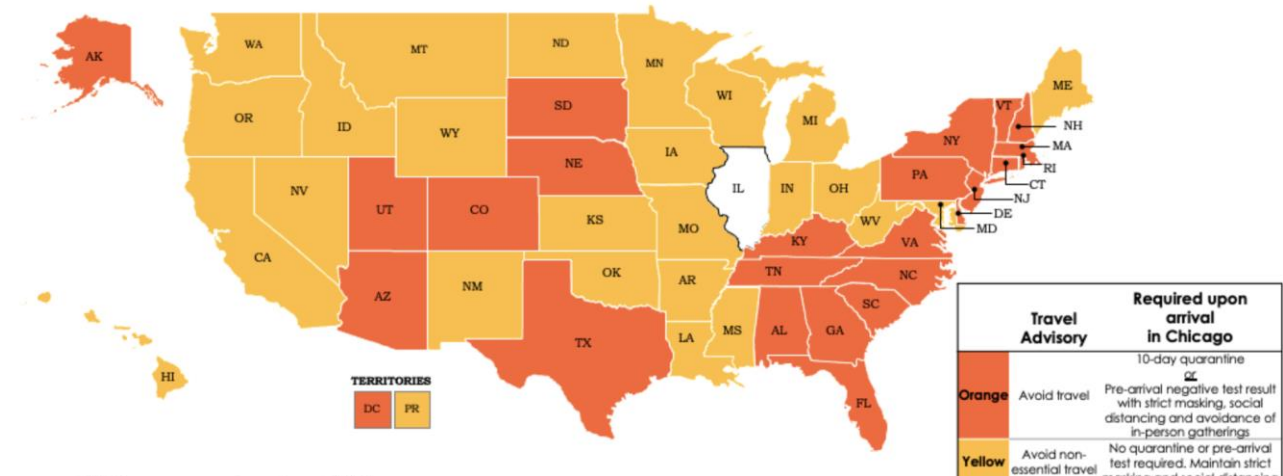 AK
WA
MT
ND
MN
OR
ID
WY
SD
WI
MI
ME
VT
NH
NY
MA
RI
CT
NJ
DE
MD
NV
UT
CO
NE
IA
IL
IN
OH
PA
WV
VA
CA
AZ
NM
KS
MO
KY
OK
AR
TN
NC
SC
TX
LA
MS
AL
GA
FL
HI
TERRITORIES
DC PR
Travel
Advisory
Required upon
arrival
in Chicago
Orange
Avoid travel
10-day quarantine
or
Pre-arrival negative test result
with strict masking, social
distancing and avoidance of
in-person gatherings
Yellow
Avoid non-
essential travel
No quarantine or pre-arrival
test required. Maintain strict
masking and social distancing